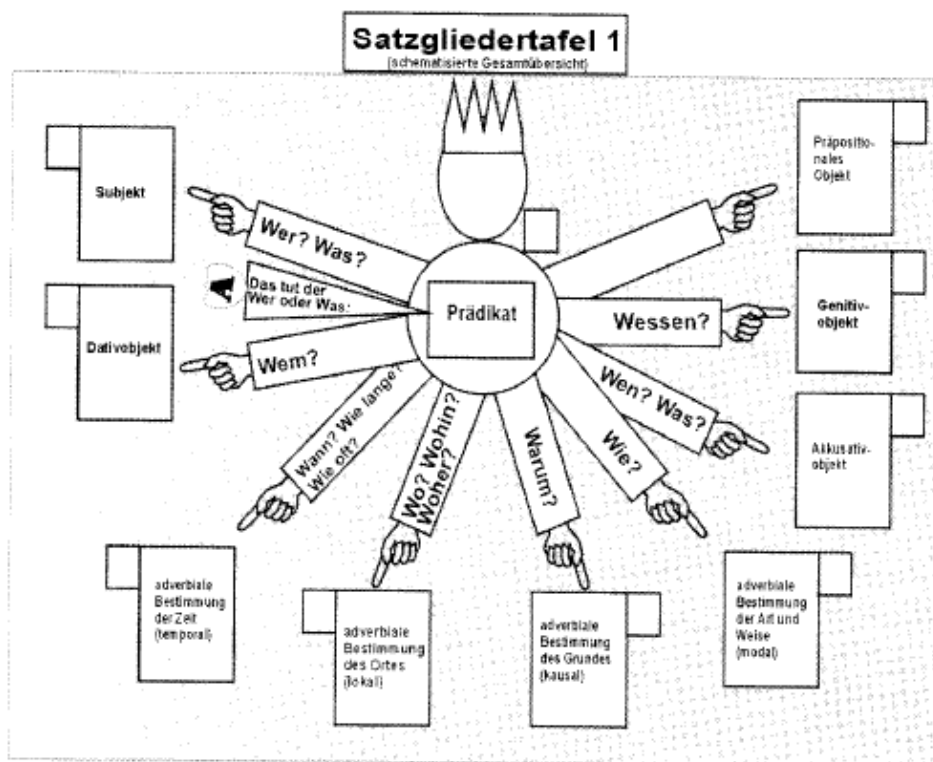 Satzgliedertafel 1
(schematisierte Gesamtübersicht)
Subjekt
Wer? Was?
A
Das tut der
Wer oder Was:
Dativobjekt
Wem?
Prädikat
Präpositio-
nales
Objekt
Wessen?
Genitiv-
objekt
Wen? Was?
Akkusativ-
objekt
Wann? Wie lange?
Wie oft?
Wo? Wohin?
Woher?
Warum?
Wie?
adverbiale
Bestimmung
der Zeit
(temporal)
adverbiale
Bestimmung
des Ortes
(lokal)
adverbiale
Bestimmung
des Grundes
(kausal)
adverbiale
Bestimmung
der Art und
Weise
(modal)